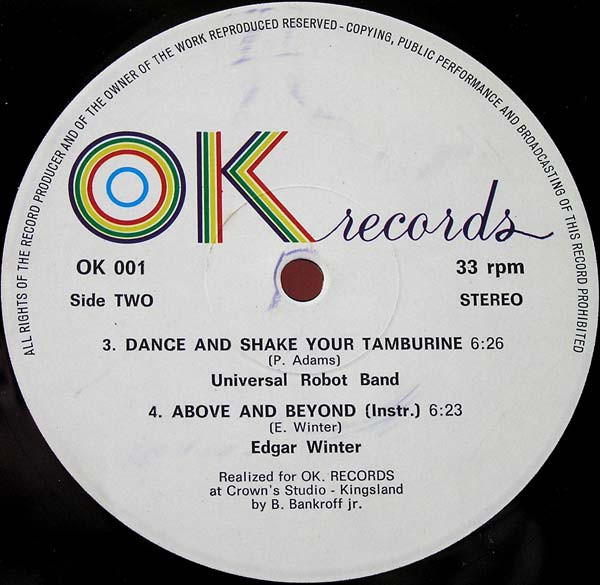 ALL RIGHTS OF THE RECORD PRODUCER AND OF THE OWNER OF THE WORK REPRODUCED RESERVED - COPYING, PUBLIC PERFORMANCE AND BROADCASTING OF THIS RECORD PROHIBITED
OK records
OK 001 33 rpm
Side TWO STEREO
3. DANCE AND SHAKE YOUR TAMBURINE 6:26
(P. Adams)
Universal Robot Band
4. ABOVE AND BEYOND (Instr.) 6:23
(E. Winter)
Edgar Winter
Realized for OK. RECORDS
at Crown's Studio - Kingsland
by B. Bankroff jr.